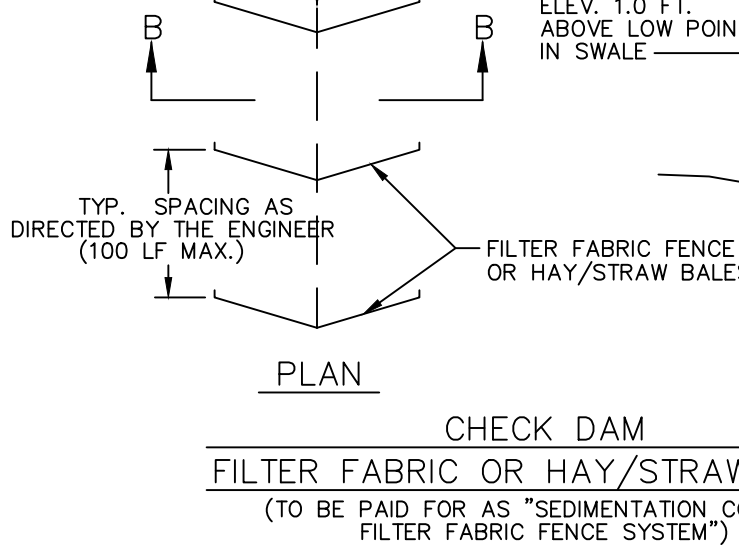 B
B
ELEV. 1.0 FT.
ABOVE LOW
IN SWALE
TYP. SPACING AS
DIRECTED BY THE ENGINEER
(100 LF MAX.)
FILTER FABRIC FENCE
OR HAY/STRAW
PLAN
CHECK DAM
FILTER FABRIC OR HAY/STRAW
(TO BE PAID FOR AS "SEDIMENTATION
FILTER FABRIC FENCE SYSTEM")